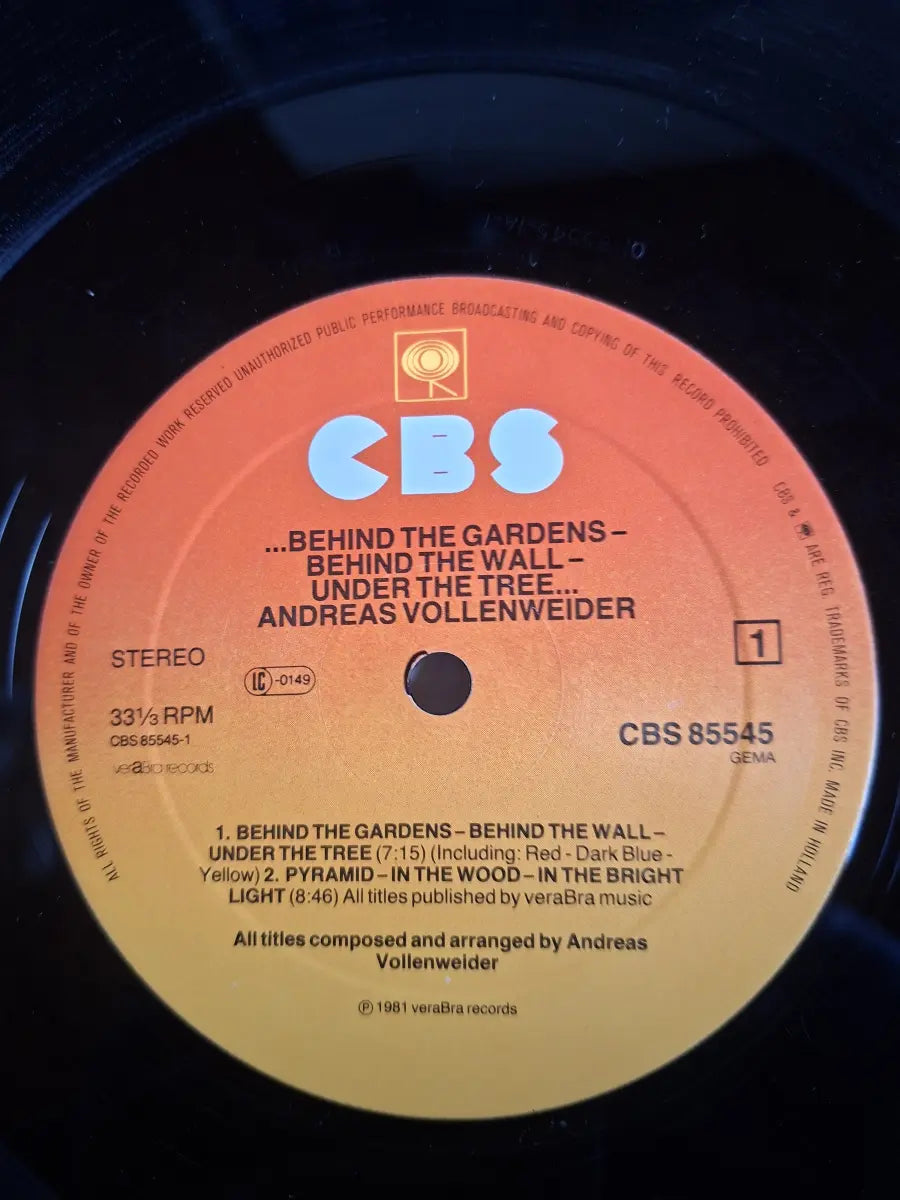 ALL RIGHTS OF THE MANUFACTURER AND OF THE OWNER OF THE RECORDED WORK RESERVED UNAUTHORIZED PUBLIC PERFORMANCE BROADCASTING AND COPYING OF THIS RECORD PROHIBITED
CBS & ARE REG. TRADEMARKS OF CBS INC. MADE IN HOLLAND
CBS
...BEHIND THE GARDENS –
BEHIND THE WALL –
UNDER THE TREE...
ANDREAS VOLLENWEIDER
STEREO
LC -0149
1
33⅓ RPM
CBS 85545-1
veraBra records
CBS 85545
GEMA
1. BEHIND THE GARDENS – BEHIND THE WALL –
UNDER THE TREE (7:15) (Including: Red - Dark Blue -
Yellow) 2. PYRAMID – IN THE WOOD – IN THE BRIGHT
LIGHT (8:46) All titles published by veraBra music
All titles composed and arranged by Andreas
Vollenweider
Ⓟ 1981 veraBra records